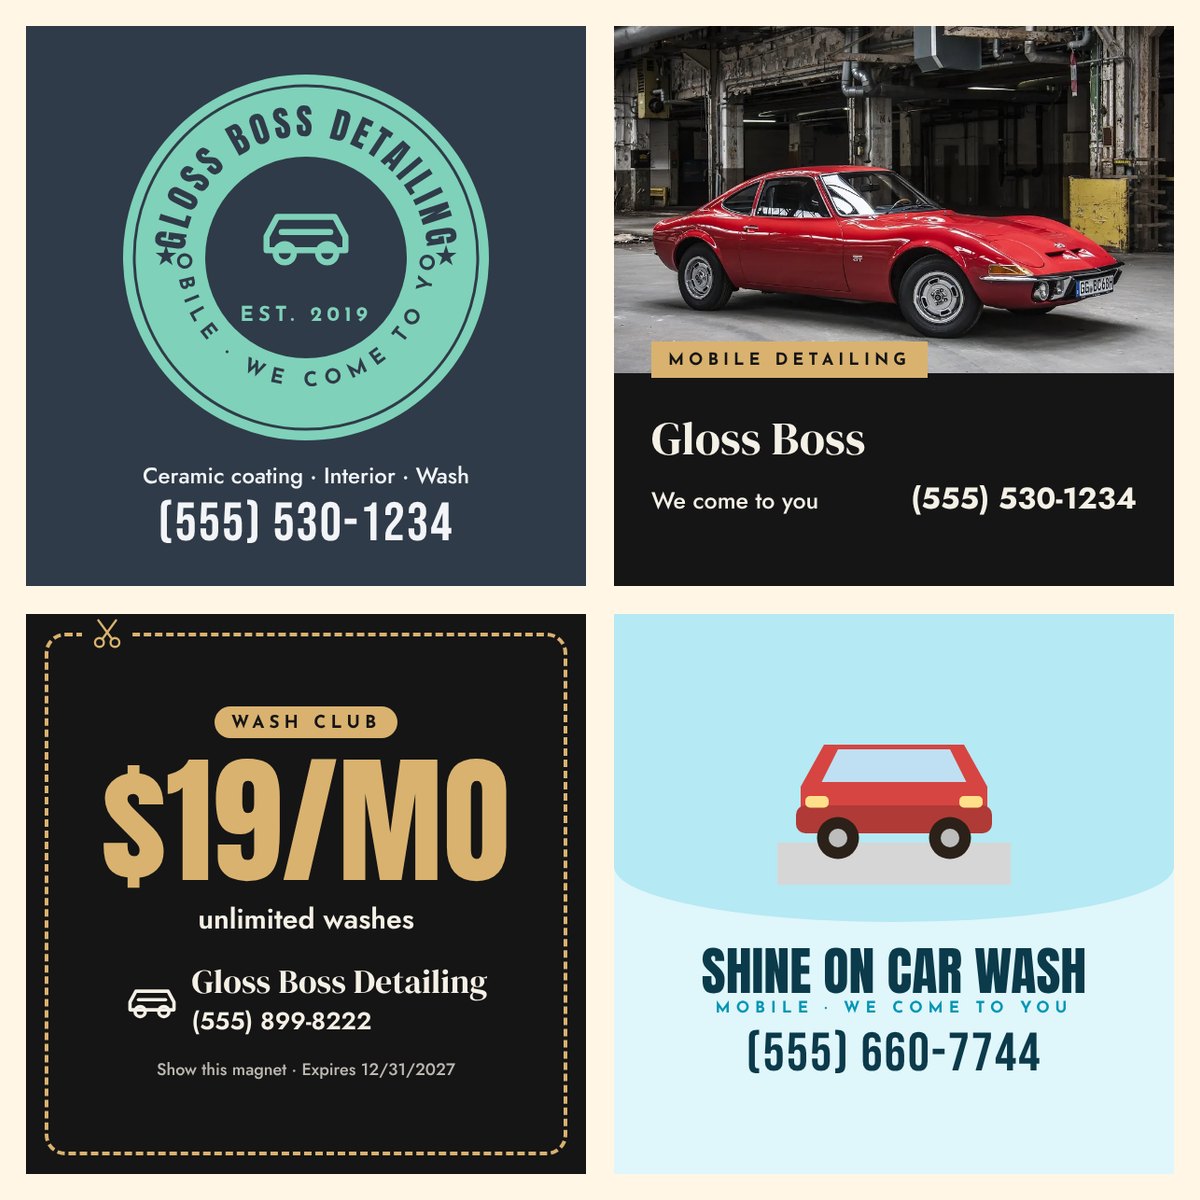 GLOSS BOSS DETAILING
EST. 2019
OBILE · WE COME TO YO
Ceramic coating · Interior · Wash
(555) 530-1234
MOBILE DETAILING
Gloss Boss
We come to you
(555) 530-1234
WASH CLUB
$19/MO
unlimited washes
Gloss Boss Detailing
(555) 899-8222
Show this magnet · Expires 12/31/2027
SHINE ON CAR WASH
MOBILE · WE COME TO YOU
(555) 660-7744